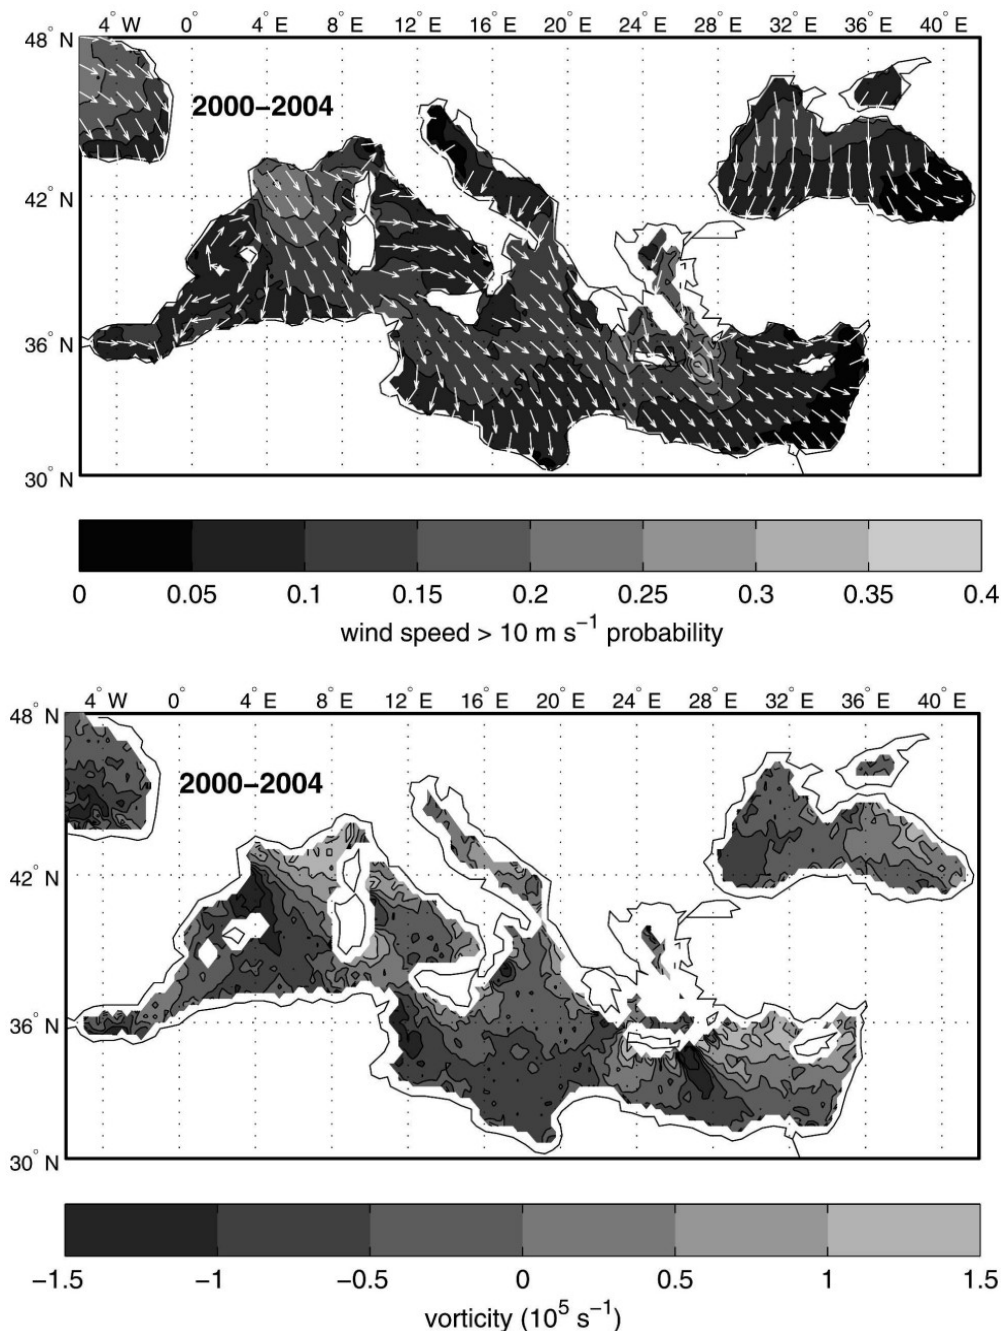 4° W 0° 4° E 8° E 12° E 16° E 20° E 24° E 28° E 32° E 36° E 40° E
48° N
2000–2004
42° N
36° N
30° N
0 0.05 0.1 0.15 0.2 0.25 0.3 0.35 0.4
wind speed > 10 m s⁻¹ probability
4° W 0° 4° E 8° E 12° E 16° E 20° E 24° E 28° E 32° E 36° E 40° E
48° N
2000–2004
42° N
36° N
30° N
−1.5 −1 −0.5 0 0.5 1 1.5
vorticity (10⁵ s⁻¹)